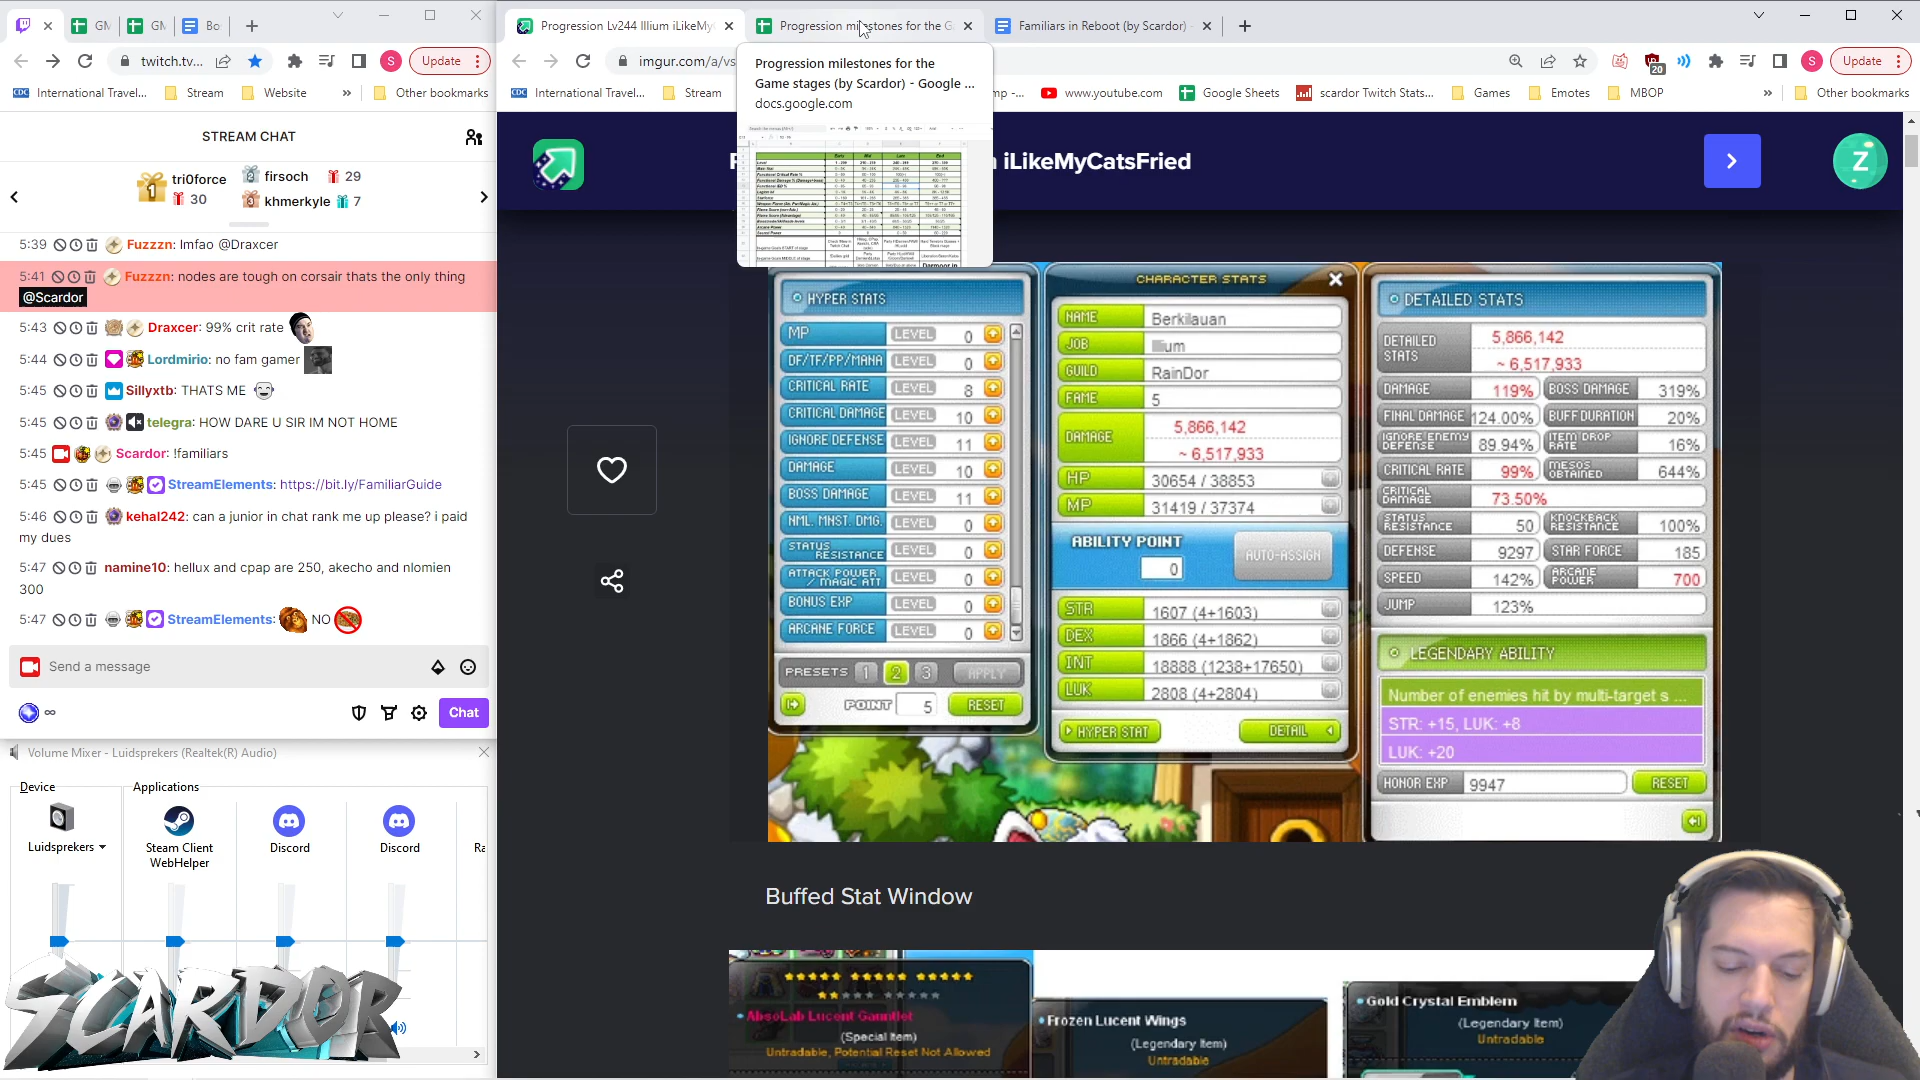 GM
GM
Bo
twitch.tv...
Update
International Travel...
Stream
Website
»
Other bookmarks
STREAM CHAT
tri0force
30
firsoch
29
khmerkyle
7
5:39 Fuzzzn: lmfao @Draxcer
5:41 Fuzzzn: nodes are tough on corsair thats the only thing
@Scardor
5:43 Draxcer: 99% crit rate
5:44 Lordmirio: no fam gamer
5:45 Sillyxtb: THATS ME
5:45 telegra: HOW DARE U SIR IM NOT HOME
5:45 Scardor: !familiars
5:45 StreamElements: https://bit.ly/FamiliarGuide
5:46 kehal242: can a junior in chat rank me up please? i paid
my dues
5:47 namine10: hellux and cpap are 250, akecho and nlomien
300
5:47 StreamElements: NO
Send a message
∞
Chat
Volume Mixer - Luidsprekers (Realtek(R) Audio)
Device
Applications
Luidsprekers
Steam Client
WebHelper
Discord
Discord
SCARDOR
Progression Lv244 Illium iLikeMy
Progression milestones for the G
Familiars in Reboot (by Scardor)
imgur.com/a/vs
20
S
Update
International Travel...
Stream
mp -...
www.youtube.com
Google Sheets
scardor Twitch Stats...
Games
Emotes
MBOP
»
Other bookmarks
Progression milestones for the
Game stages (by Scardor) - Google ...
docs.google.com
iLikeMyCatsFried
Z
HYPER STATS
MP LEVEL 0
DF/TF/PP/MANA LEVEL 0
CRITICAL RATE LEVEL 8
CRITICAL DAMAGE LEVEL 10
IGNORE DEFENSE LEVEL 11
DAMAGE LEVEL 10
BOSS DAMAGE LEVEL 11
NML. MNST. DMG. LEVEL 0
STATUS RESISTANCE LEVEL 0
ATTACK POWER / MAGIC ATT LEVEL 0
BONUS EXP LEVEL 0
ARCANE FORCE LEVEL 0
PRESETS 1 2 3 APPLY
POINT 5 RESET
CHARACTER STATS
NAME Berkilauan
JOB Illium
GUILD RainDor
FAME 5
DAMAGE 5,866,142
~ 6,517,933
HP 30654 / 38853
MP 31419 / 37374
ABILITY POINT
0
AUTO-ASSIGN
STR 1607 (4+1603)
DEX 1866 (4+1862)
INT 18888 (1238+17650)
LUK 2808 (4+2804)
HYPER STAT
DETAIL
DETAILED STATS
DETAILED STATS 5,866,142
~ 6,517,933
DAMAGE 119% BOSS DAMAGE 319%
FINAL DAMAGE 124.00% BUFF DURATION 20%
IGNORE ENEMY DEFENSE 89.94% ITEM DROP RATE 16%
CRITICAL RATE 99% MESOS OBTAINED 644%
CRITICAL DAMAGE 73.50%
STATUS RESISTANCE 50 KNOCKBACK RESISTANCE 100%
DEFENSE 9297 STAR FORCE 185
SPEED 142% ARCANE POWER 700
JUMP 123%
LEGENDARY ABILITY
Number of enemies hit by multi-target s ...
STR: +15, LUK: +8
LUK: +20
HONOR EXP 9947 RESET
Buffed Stat Window
AbsoLab Lucent Gauntlet
(Special Item)
Untradable, Potential Reset Not Allowed
Frozen Lucent Wings
(Legendary Item)
Untradable
Gold Crystal Emblem
(Legendary Item)
Untradable